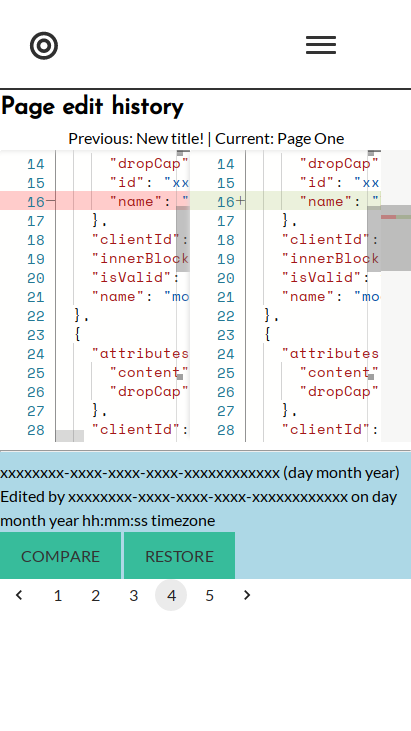 Page edit history
Previous: New title! | Current: Page One
14 "dropCap" 14 "dropCap"
15 "id": "xx 15 "id": "xx
16— "name": " 16+ "name": "
17 }, 17 },
18 "clientId": 18 "clientId":
19 "innerBlock 19 "innerBlock
20 "isValid": 20 "isValid":
21 "name": "mo 21 "name": "mo
22 }, 22 },
23 { 23 {
24 "attributes 24 "attributes
25 "content" 25 "content"
26 "dropCap" 26 "dropCap"
27 }, 27 },
28 "clientId": 28 "clientId":
xxxxxxxx-xxxx-xxxx-xxxx-xxxxxxxxxxxx (day month year)
Edited by xxxxxxxx-xxxx-xxxx-xxxx-xxxxxxxxxxxx on day
month year hh:mm:ss timezone
COMPARE RESTORE
1 2 3 4 5